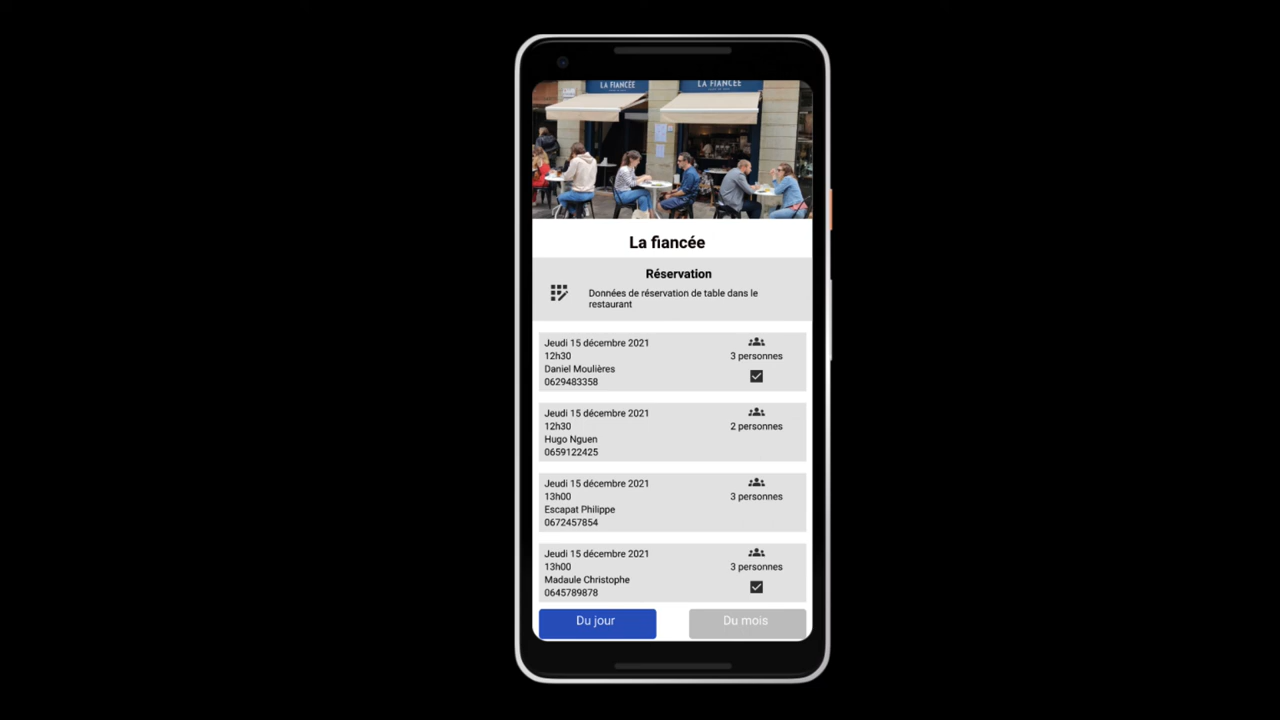 LA FIANCÉE
LA FIANCÉE
La fiancée
Réservation
Données de réservation de table dans le
restaurant
Jeudi 15 décembre 2021
12h30
3 personnes
Daniel Moulières
0629483358
Jeudi 15 décembre 2021
12h30
2 personnes
Hugo Nguen
0659122425
Jeudi 15 décembre 2021
13h00
3 personnes
Escapat Philippe
0672457854
Jeudi 15 décembre 2021
13h00
3 personnes
Madaule Christophe
0645789878
Du jour
Du mois